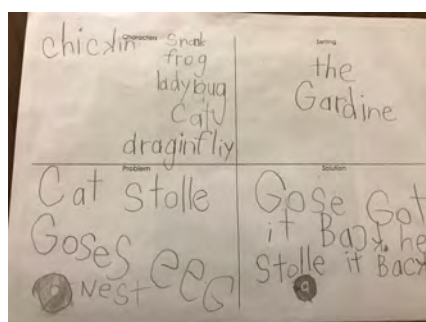 Characters
chickin Snak
frog
ladybug
Cat
draginfliy
Setting
the
Gardine
Problem
Cat Stolle
Goses eeG
Nest
Solution
Gose Got
it Back. he
Stolle it Back